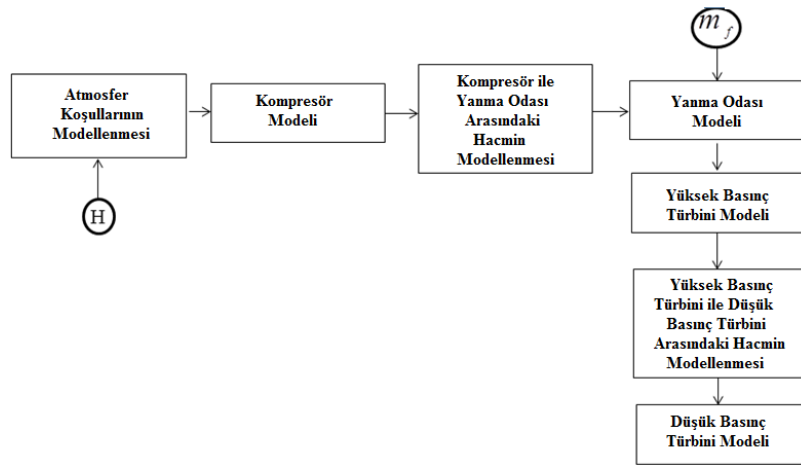 m f
Atmosfer
Koşullarının
Modellenmesi
Kompresör
Modeli
Kompresör ile
Yanma Odası
Arasındaki
Hacmin
Modellenmesi
Yanma Odası
Modeli
H
Yüksek Basınç
Türbini Modeli
Yüksek Basınç
Türbini ile Düşük
Basınç Türbini
Arasındaki Hacmin
Modellenmesi
Düşük Basınç
Türbini Modeli